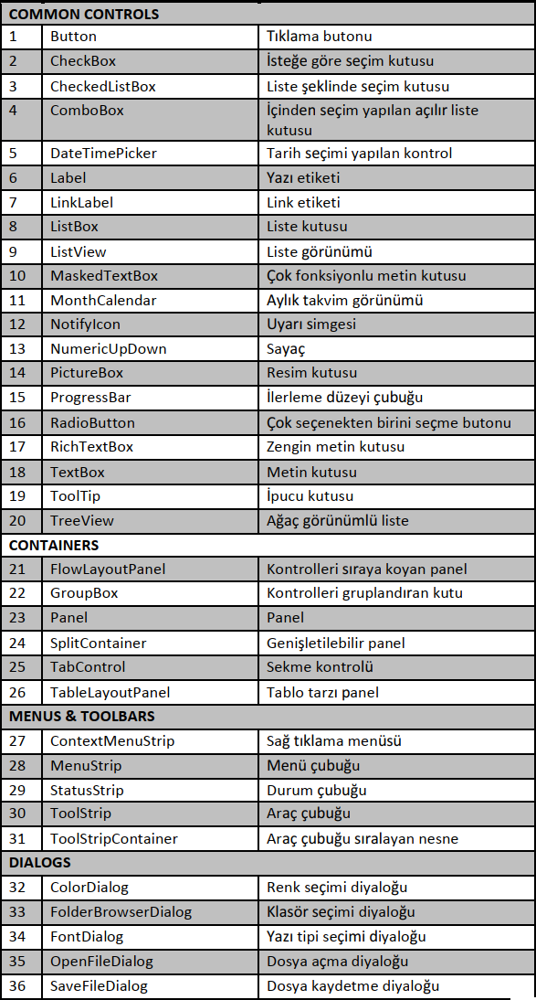 COMMON CONTROLS
1 Button Tıklama butonu
2 CheckBox İsteğe göre seçim kutusu
3 CheckedListBox Liste şeklinde seçim kutusu
4 ComboBox İçinden seçim yapılan açılır liste
kutusu
5 DateTimePicker Tarih seçimi yapılan kontrol
6 Label Yazı etiketi
7 LinkLabel Link etiketi
8 ListBox Liste kutusu
9 ListView Liste görünümü
10 MaskedTextBox Çok fonksiyonlu metin kutusu
11 MonthCalendar Aylık takvim görünümü
12 NotifyIcon Uyarı simgesi
13 NumericUpDown Sayaç
14 PictureBox Resim kutusu
15 ProgressBar İlerleme düzeyi çubuğu
16 RadioButton Çok seçenekten birini seçme butonu
17 RichTextBox Zengin metin kutusu
18 TextBox Metin kutusu
19 ToolTip İpucu kutusu
20 TreeView Ağaç görünümlü liste
CONTAINERS
21 FlowLayoutPanel Kontrolleri sıraya koyan panel
22 GroupBox Kontrolleri gruplandıran kutu
23 Panel Panel
24 SplitContainer Genişletilebilir panel
25 TabControl Sekme kontrolü
26 TableLayoutPanel Tablo tarzı panel
MENUS & TOOLBARS
27 ContextMenuStrip Sağ tıklama menüsü
28 MenuStrip Menü çubuğu
29 StatusStrip Durum çubuğu
30 ToolStrip Araç çubuğu
31 ToolStripContainer Araç çubuğu sıralayan nesne
DIALOGS
32 ColorDialog Renk seçimi diyaloğu
33 FolderBrowserDialog Klasör seçimi diyaloğu
34 FontDialog Yazı tipi seçimi diyaloğu
35 OpenFileDialog Dosya açma diyaloğu
36 SaveFileDialog Dosya kaydetme diyaloğu